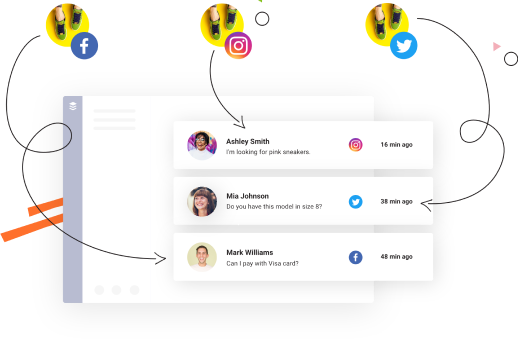 Ashley Smith
16 min ago
I'm looking for pink sneakers.
Mia Johnson
38 min ago
Do you have this model in size 8?
Mark Williams
48 min ago
Can I pay with Visa card?